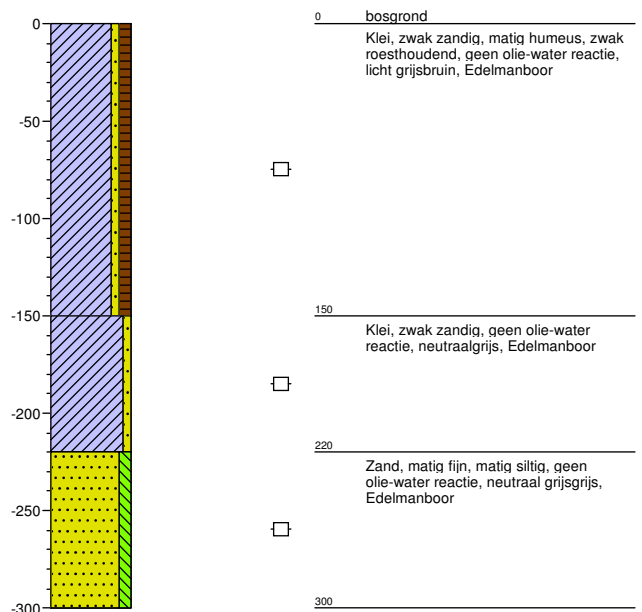 0
-50
-100
-150
-200
-250
-300
0 bosgrond
Klei, zwak zandig, matig humeus, zwak
roesthoudend, geen olie-water reactie,
licht grijsbruin, Edelmanboor
150
Klei, zwak zandig, geen olie-water
reactie, neutraalgrijs, Edelmanboor
220
Zand, matig fijn, matig siltig, geen
olie-water reactie, neutraal grijsgrijs,
Edelmanboor
300